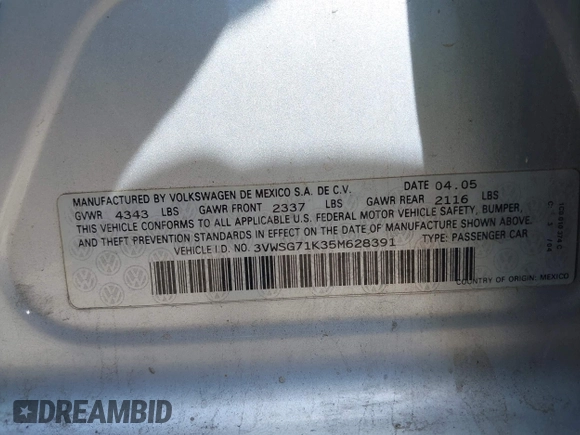 MANUFACTURED BY VOLKSWAGEN DE MEXICO S.A. DE C.V. DATE 04.05
GVWR 4343 LBS GAWR FRONT 2337 LBS GAWR REAR 2116 LBS
THIS VEHICLE CONFORMS TO ALL APPLICABLE U.S. FEDERAL MOTOR VEHICLE SAFETY, BUMPER,
AND THEFT PREVENTION STANDARDS IN EFFECT ON THE DATE OF MANUFACTURE SHOWN ABOVE.
VEHICLE I.D. NO. 3VWSG71K35M628391 TYPE: PASSENGER CAR
COUNTRY OF ORIGIN: MEXICO
DREAMBID